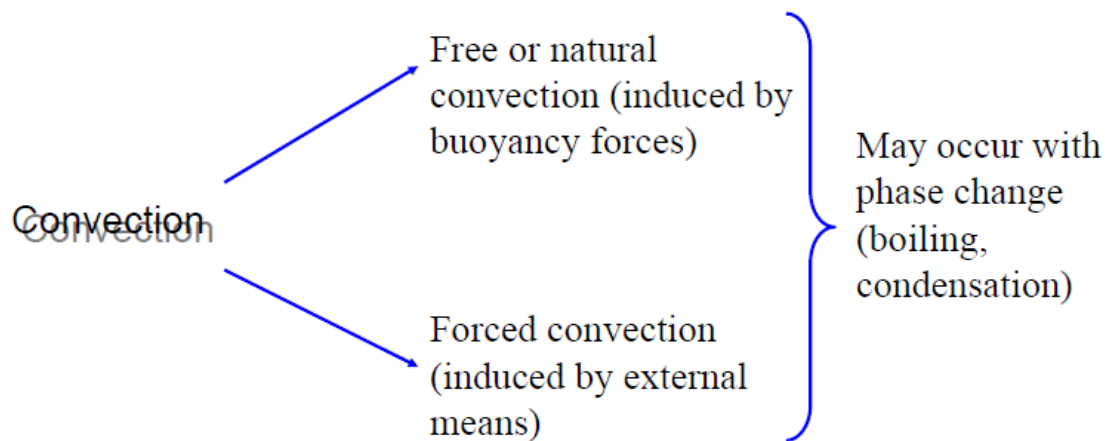 Convection
Free or natural
convection (induced by
buoyancy forces)
Forced convection
(induced by external
means)
May occur with
phase change
(boiling,
condensation)